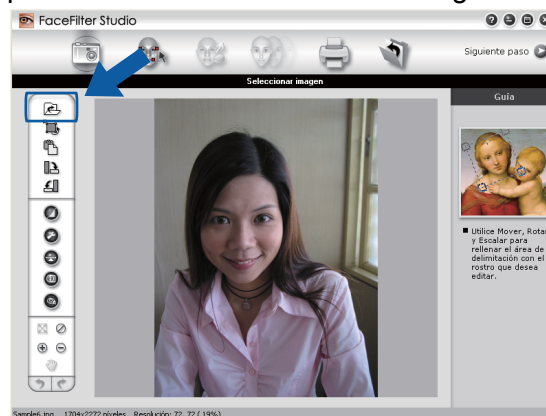 FaceFilter Studio
Siguiente paso
Seleccionar imagen
Guía
Utilice Mover, Rotar
y Escalar para
rellenar el área de
delimitación con el
rostro que desea
editar.
Sample6.jpg 1704x2272 píxeles Resolución: 72, 72 ( 19%)